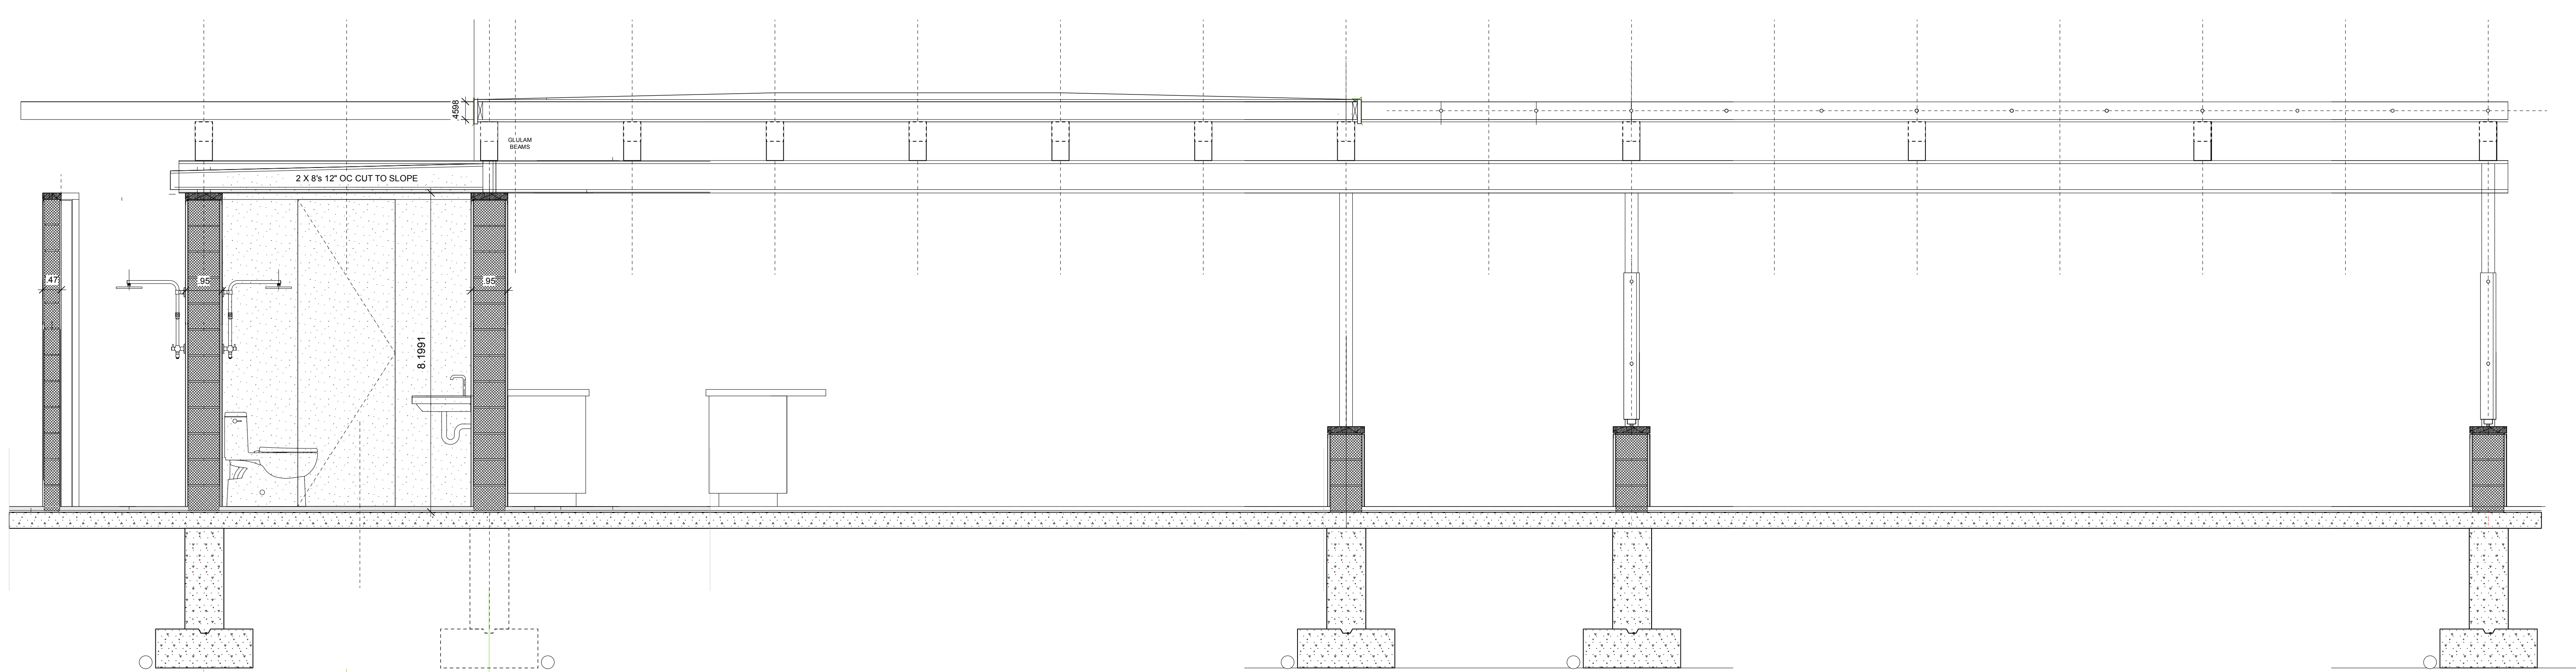 .4598
GLULAM
BEAMS
2 X 8's 12" OC CUT TO SLOPE
.47
.95
.95
8.1991